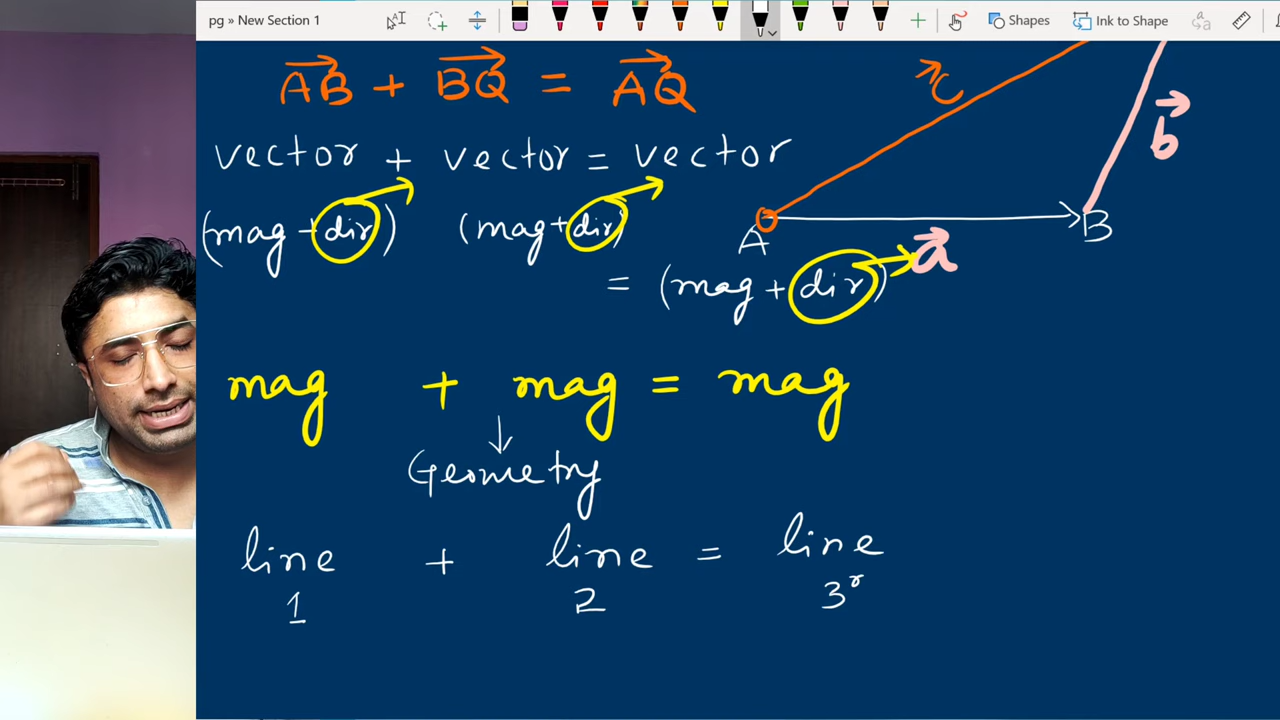 pg » New Section 1
Shapes
Ink to Shape
AB + BQ = AQ
vector + vector = vector
(mag + dir) (mag + dir)
= (mag + dir)
c
b
A
B
a
mag + mag = mag
Geometry
line + line = line
1 2 3r